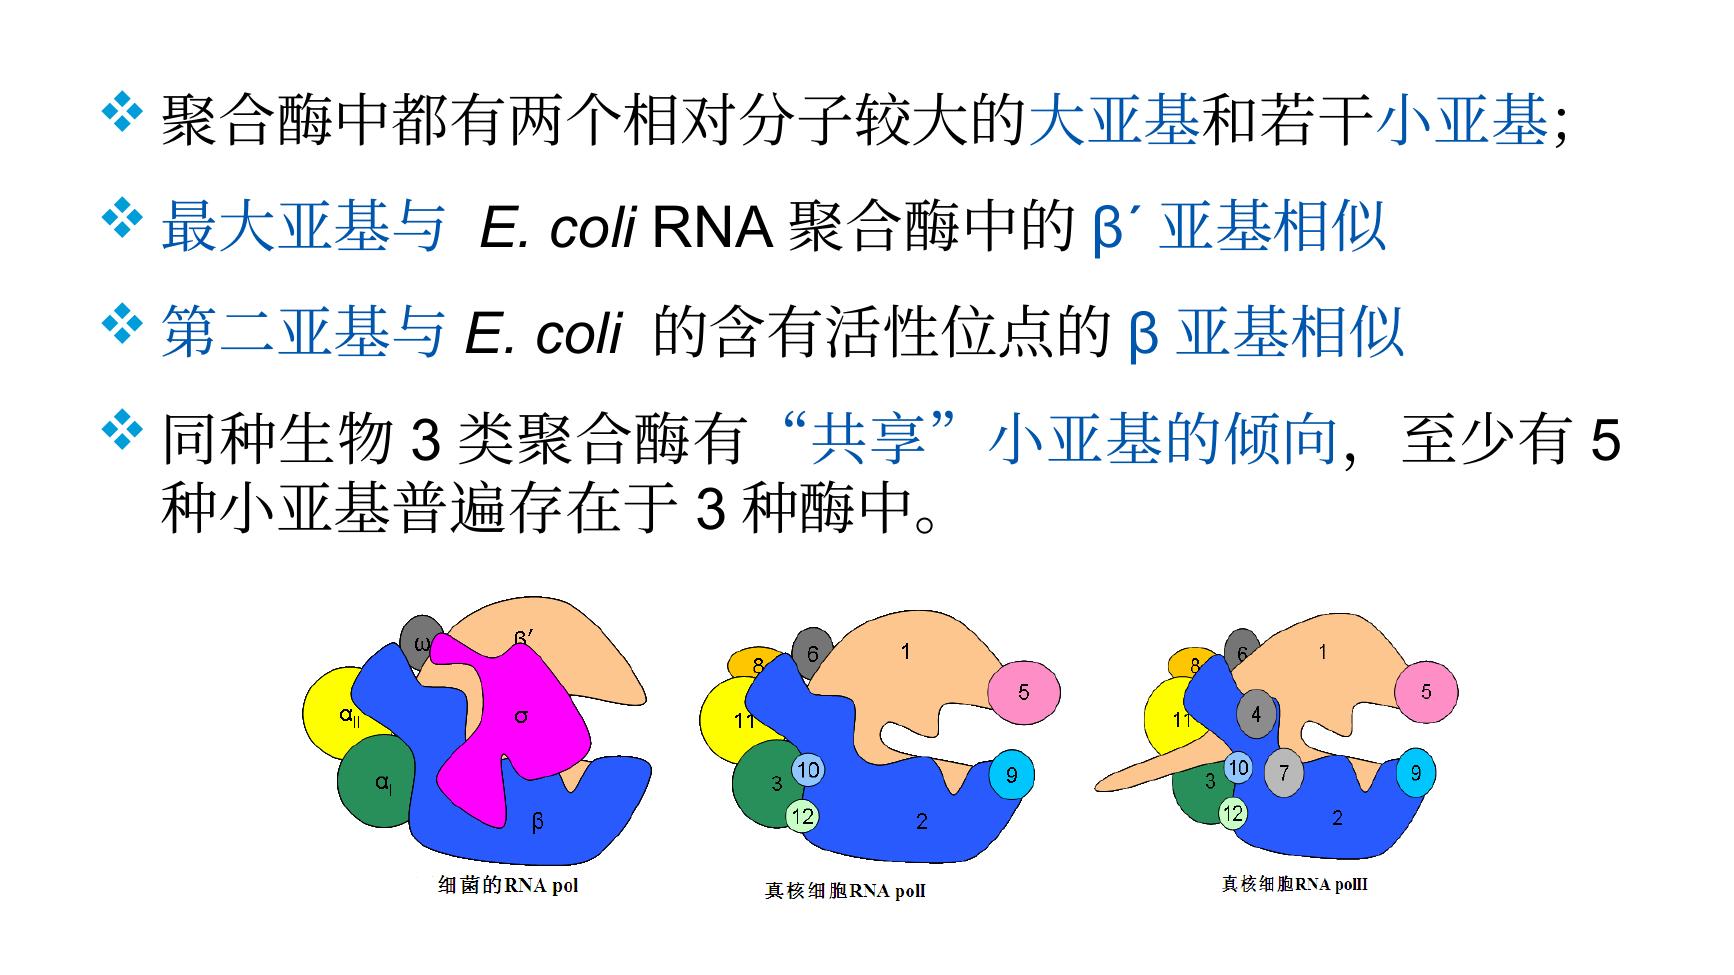 聚合酶中都有两个相对分子较大的大亚基和若干小亚基；
最大亚基与 E. coli RNA 聚合酶中的 β´ 亚基相似
第二亚基与 E. coli 的含有活性位点的 β 亚基相似
同种生物 3 类聚合酶有“共享”小亚基的倾向，至少有 5
种小亚基普遍存在于 3 种酶中。
ω
β′
αII
σ
αI
β
细菌的RNA pol
8
6
1
5
11
3
10
9
12
2
真核细胞RNA polI
8
6
1
5
11
4
3
10
7
9
12
2
真核细胞RNA polII